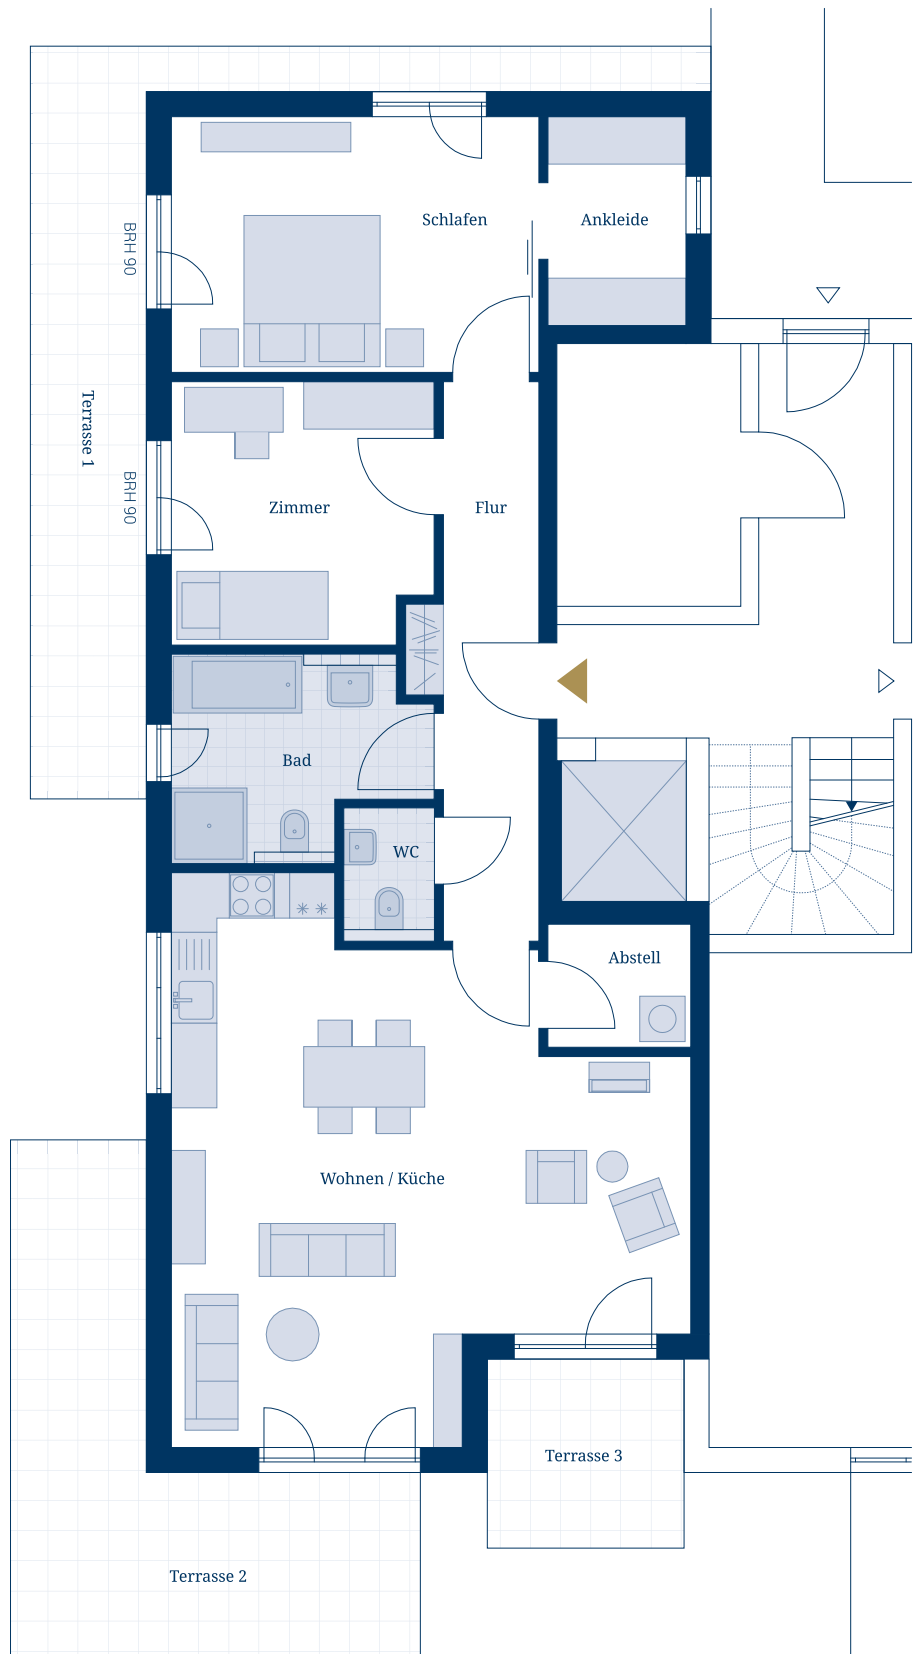 Schlafen
Ankleide
BRH 90
Terrasse 1
BRH 90
Zimmer
Flur
Bad
WC
Abstell
Wohnen / Küche
Terrasse 3
Terrasse 2